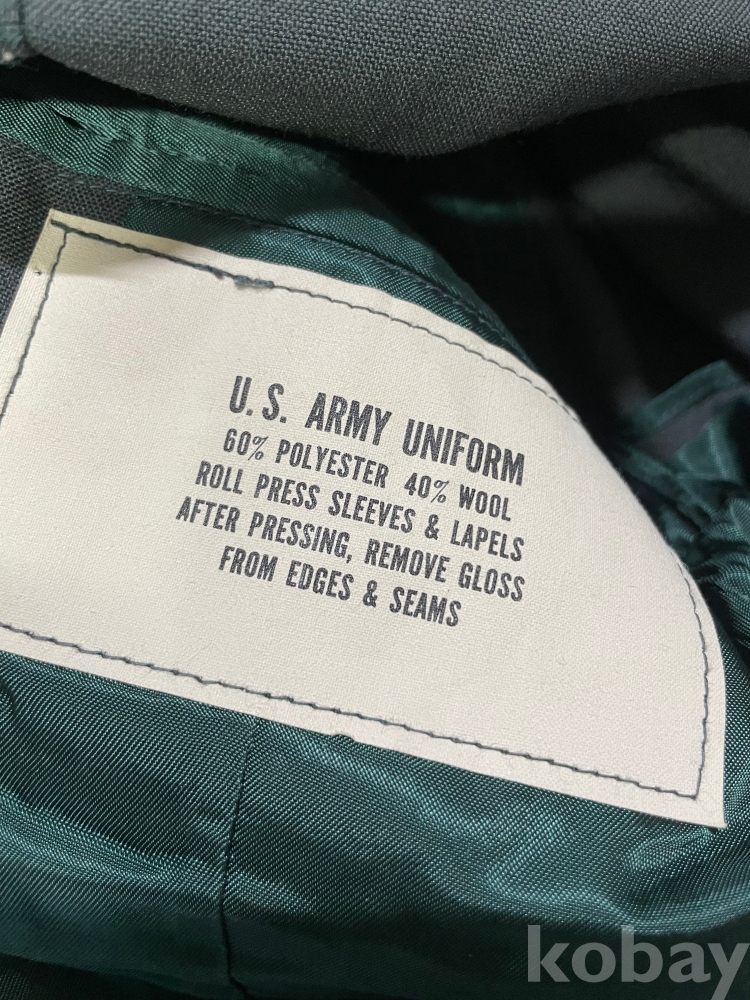 U.S. ARMY UNIFORM
60% POLYESTER 40% WOOL
ROLL PRESS SLEEVES & LAPELS
AFTER PRESSING, REMOVE GLOSS
FROM EDGES & SEAMS
kobay